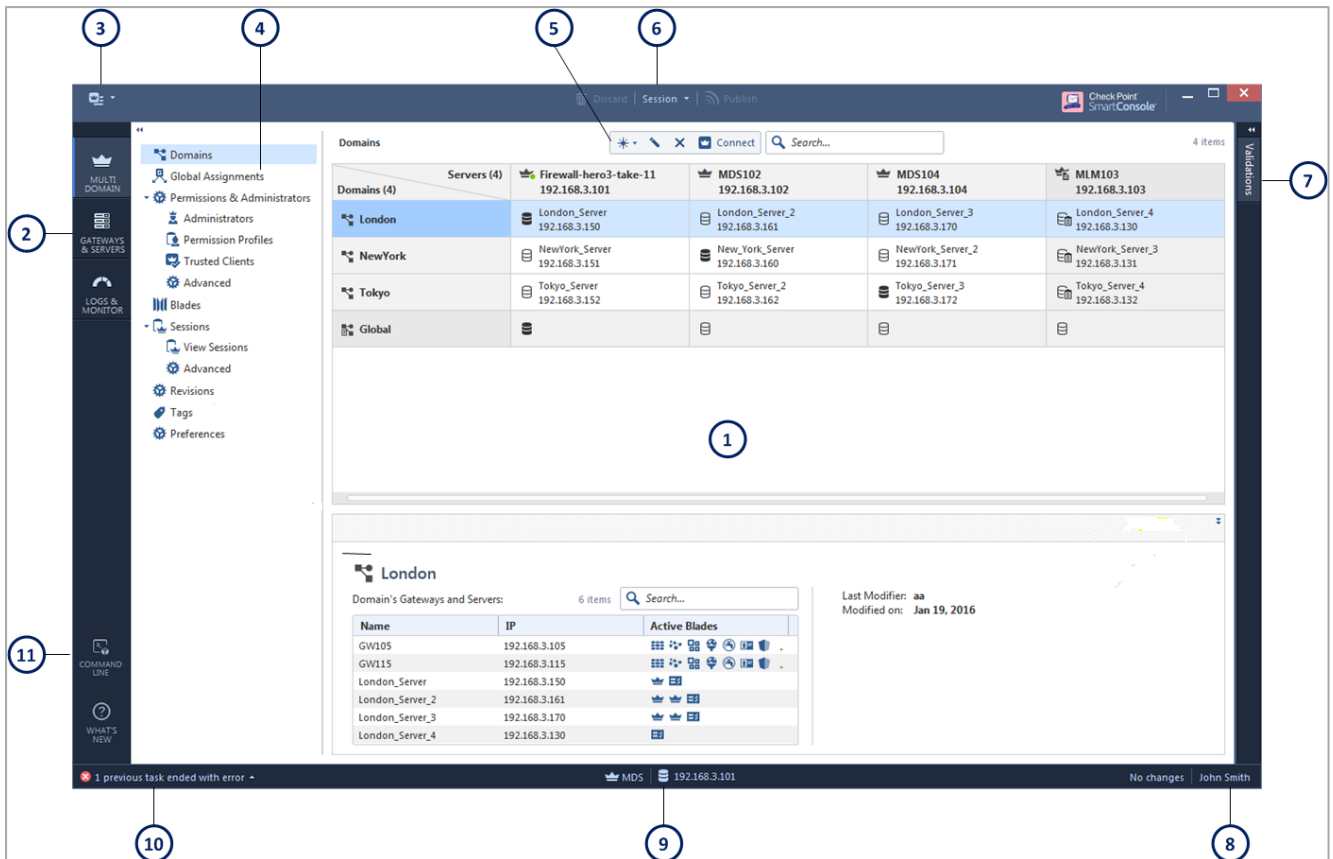 3
4
5
6
Discard
Session
Publish
Check Point
SmartConsole
MULTI
DOMAIN
2
GATEWAYS
& SERVERS
LOGS &
MONITOR
Domains
Global Assignments
Permissions & Administrators
Administrators
Permission Profiles
Trusted Clients
Advanced
Blades
Sessions
View Sessions
Advanced
Revisions
Tags
Preferences
Domains
Connect
Search...
4 items
Validations
7
Servers (4)
Domains (4)
Firewall-hero3-take-11
192.168.3.101
MDS102
192.168.3.102
MDS104
192.168.3.104
MLM103
192.168.3.103
London
London_Server
192.168.3.150
London_Server_2
192.168.3.161
London_Server_3
192.168.3.170
London_Server_4
192.168.3.130
NewYork
NewYork_Server
192.168.3.151
New_York_Server
192.168.3.160
NewYork_Server_2
192.168.3.171
NewYork_Server_3
192.168.3.131
Tokyo
Tokyo_Server
192.168.3.152
Tokyo_Server_2
192.168.3.162
Tokyo_Server_3
192.168.3.172
Tokyo_Server_4
192.168.3.132
Global
1
London
Domain's Gateways and Servers:
6 items
Search...
Last Modifier: aa
Modified on: Jan 19, 2016
Name IP Active Blades
GW105 192.168.3.105
GW115 192.168.3.115
London_Server 192.168.3.150
London_Server_2 192.168.3.161
London_Server_3 192.168.3.170
London_Server_4 192.168.3.130
11
COMMAND
LINE
WHAT'S
NEW
1 previous task ended with error
MDS
192.168.3.101
No changes
John Smith
10
9
8